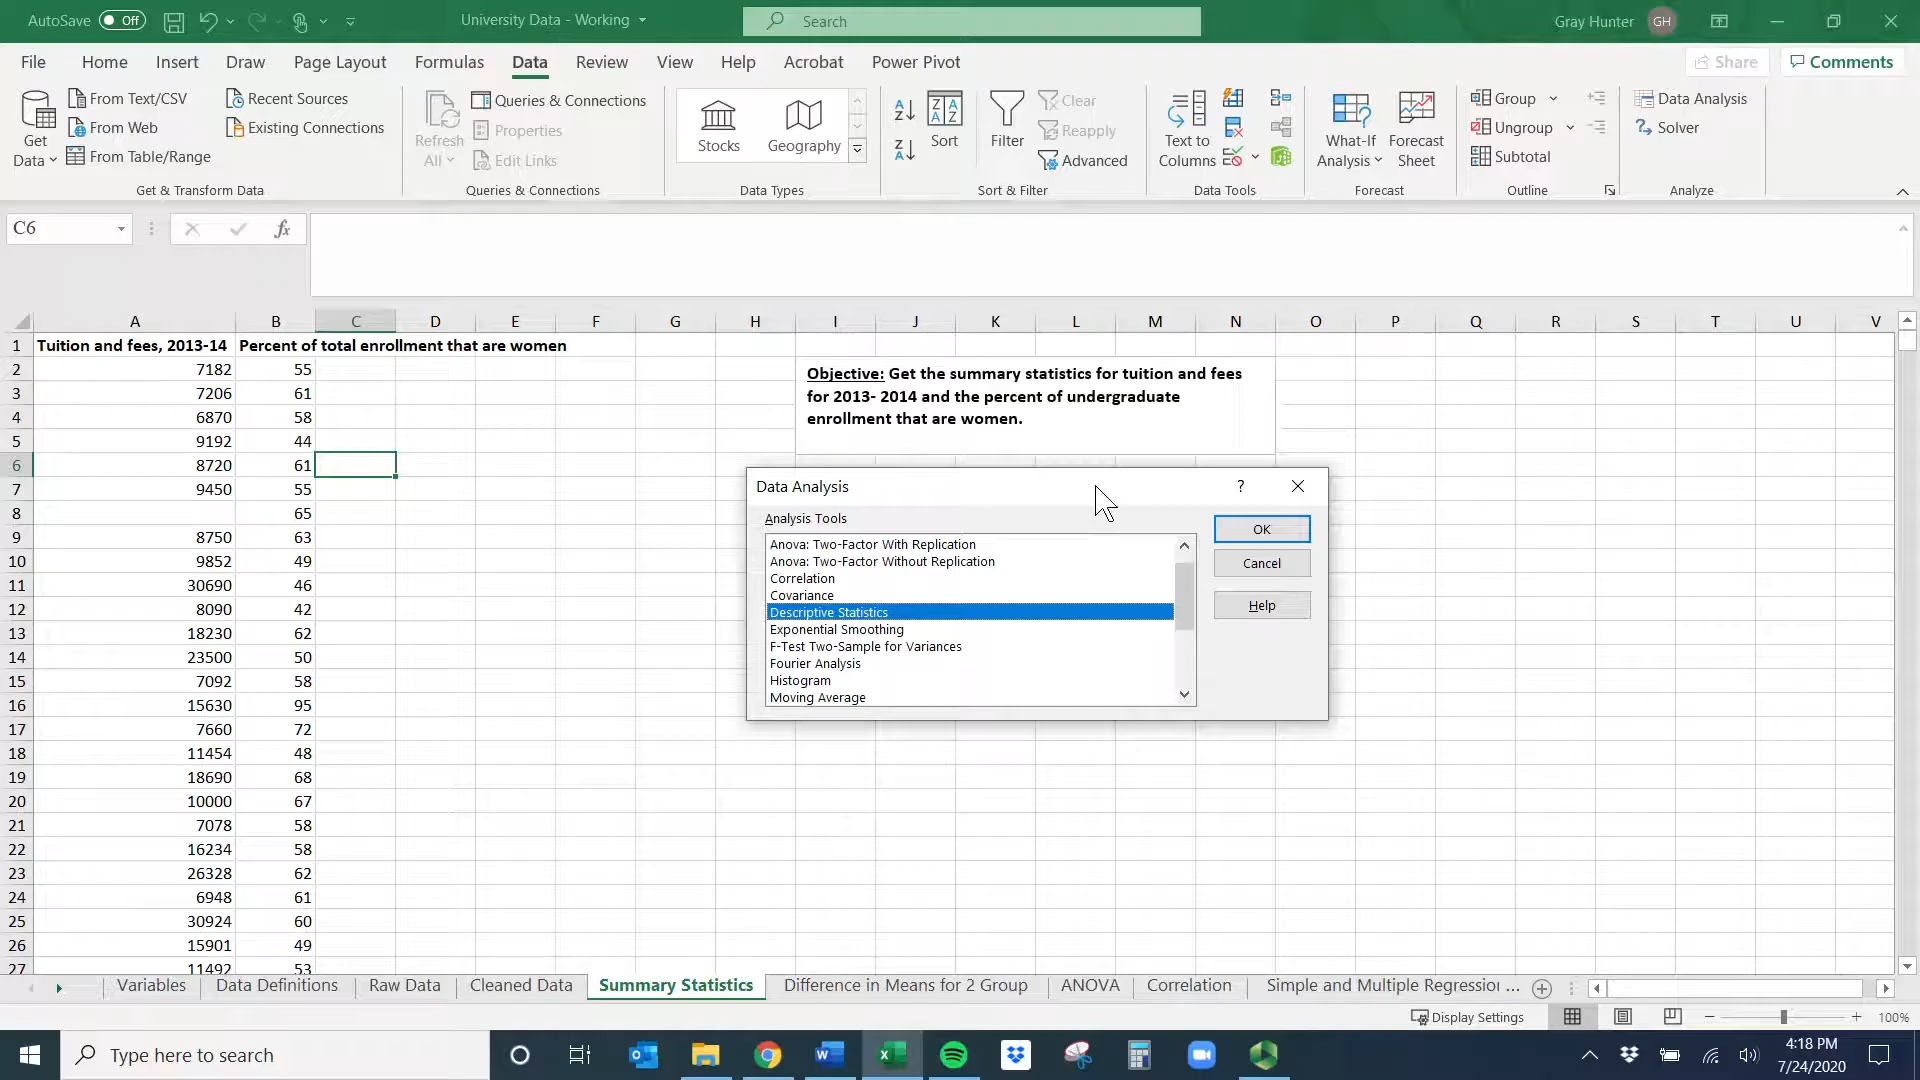 AutoSave Off
University Data - Working
Search
Gray Hunter GH
File Home Insert Draw Page Layout Formulas Data Review View Help Acrobat Power Pivot Share Comments
Get Data
From Text/CSV
From Web
From Table/Range
Recent Sources
Existing Connections
Get & Transform Data
Refresh All
Queries & Connections
Properties
Edit Links
Queries & Connections
Stocks
Geography
Data Types
Sort
Filter
Clear
Reapply
Advanced
Sort & Filter
Text to Columns
Data Tools
What-If Analysis
Forecast Sheet
Forecast
Group
Ungroup
Subtotal
Outline
Data Analysis
Solver
Analyze
C6
fx
A B C D E F G H I J K L M N O P Q R S T U V
1 Tuition and fees, 2013-14 Percent of total enrollment that are women
2 7182 55
3 7206 61
4 6870 58
5 9192 44
6 8720 61
7 9450 55
8 65
9 8750 63
10 9852 49
11 30690 46
12 8090 42
13 18230 62
14 23500 50
15 7092 58
16 15630 95
17 7660 72
18 11454 48
19 18690 68
20 10000 67
21 7078 58
22 16234 58
23 26328 62
24 6948 61
25 30924 60
26 15901 49
27 11492 53
Objective: Get the summary statistics for tuition and fees
for 2013- 2014 and the percent of undergraduate
enrollment that are women.
Data Analysis ?
Analysis Tools
Anova: Two-Factor With Replication
Anova: Two-Factor Without Replication
Correlation
Covariance
Descriptive Statistics
Exponential Smoothing
F-Test Two-Sample for Variances
Fourier Analysis
Histogram
Moving Average
OK
Cancel
Help
Variables Data Definitions Raw Data Cleaned Data Summary Statistics Difference in Means for 2 Group ANOVA Correlation Simple and Multiple Regression ...
Display Settings 100%
Type here to search
4:18 PM
7/24/2020